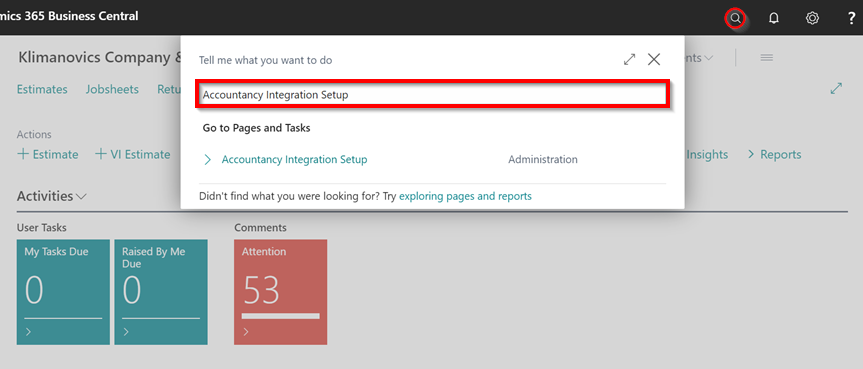 mics 365 Business Central
?
Klimanovics Company &
Tell me what you want to do
ents
Estimates Jobsheets Retu
Accountancy Integration Setup
Go to Pages and Tasks
Actions
+ Estimate + VI Estimate
Accountancy Integration Setup Administration
Insights > Reports
Didn't find what you were looking for? Try exploring pages and reports
Activities
User Tasks Comments
My Tasks Due
0
Raised By Me
Due
0
Attention
53